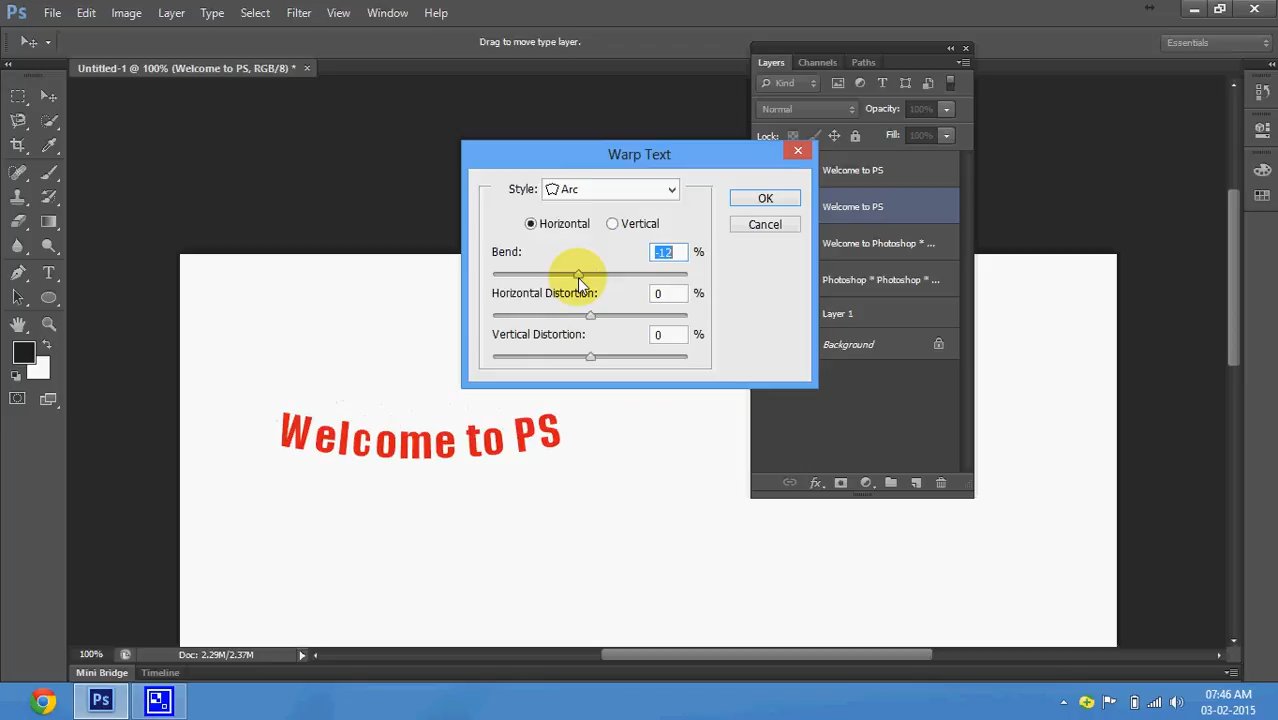 Ps File Edit Image Layer Type Select Filter View Window Help
Drag to move type layer.
Essentials
Untitled-1 @ 100% (Welcome to PS, RGB/8) * ×
Layers Channels Paths
Kind
Normal Opacity: 100%
Lock: Fill: 100%
Warp Text
Style: Arc
OK
Horizontal Vertical
Cancel
Bend: -12 %
Horizontal Distortion: 0 %
Vertical Distortion: 0 %
Welcome to PS
Welcome to PS
Welcome to Photoshop * ...
Photoshop * Photoshop * ...
Layer 1
Background
Welcome to PS
100% Doc: 2.29M/2.37M
Mini Bridge Timeline
Ps
07:46 AM
03-02-2015